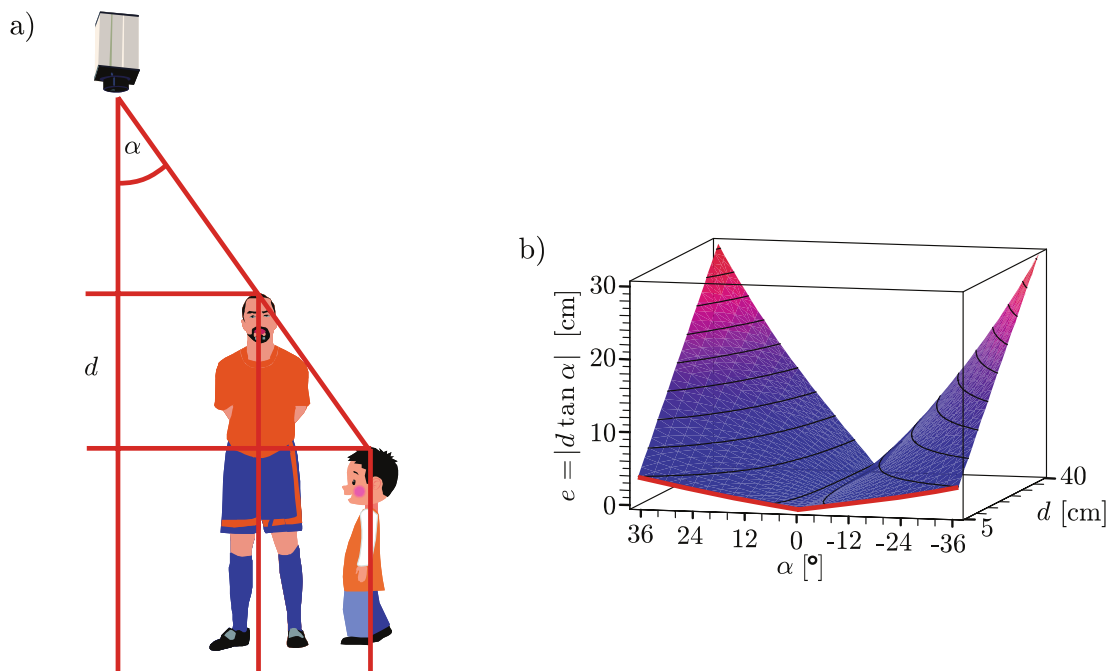 a)
α
d
b)
e = |d tan α| [cm]
30
20
10
0
36 24 12 0 -12 -24 -36
α [°]
5
40
d [cm]